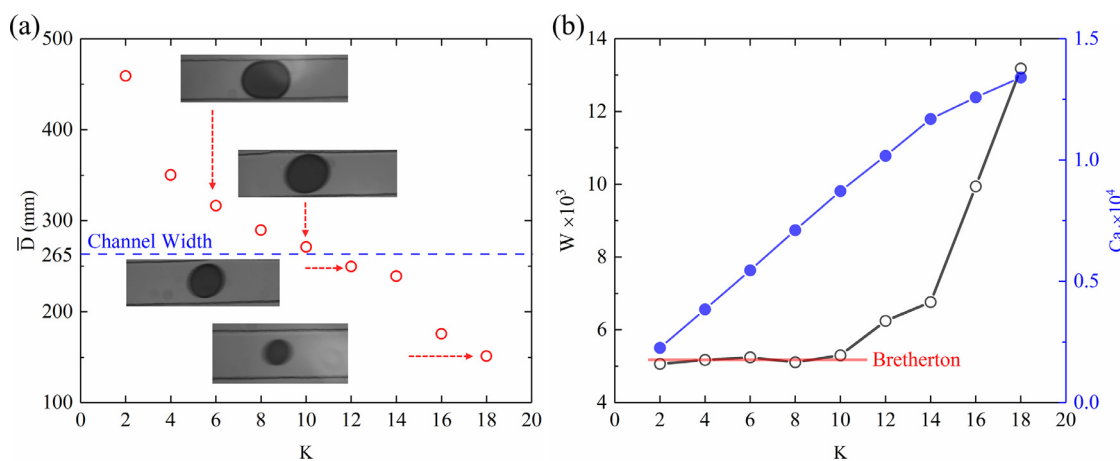 (a)
500
400
300
265
200
100
D̅ (mm)
Channel Width
0 2 4 6 8 10 12 14 16 18 20
K
(b)
14
12
10
8
6
4
W ×10³
Bretherton
1.5
1.0
0.5
0.0
Ca ×10⁴
0 2 4 6 8 10 12 14 16 18 20
K